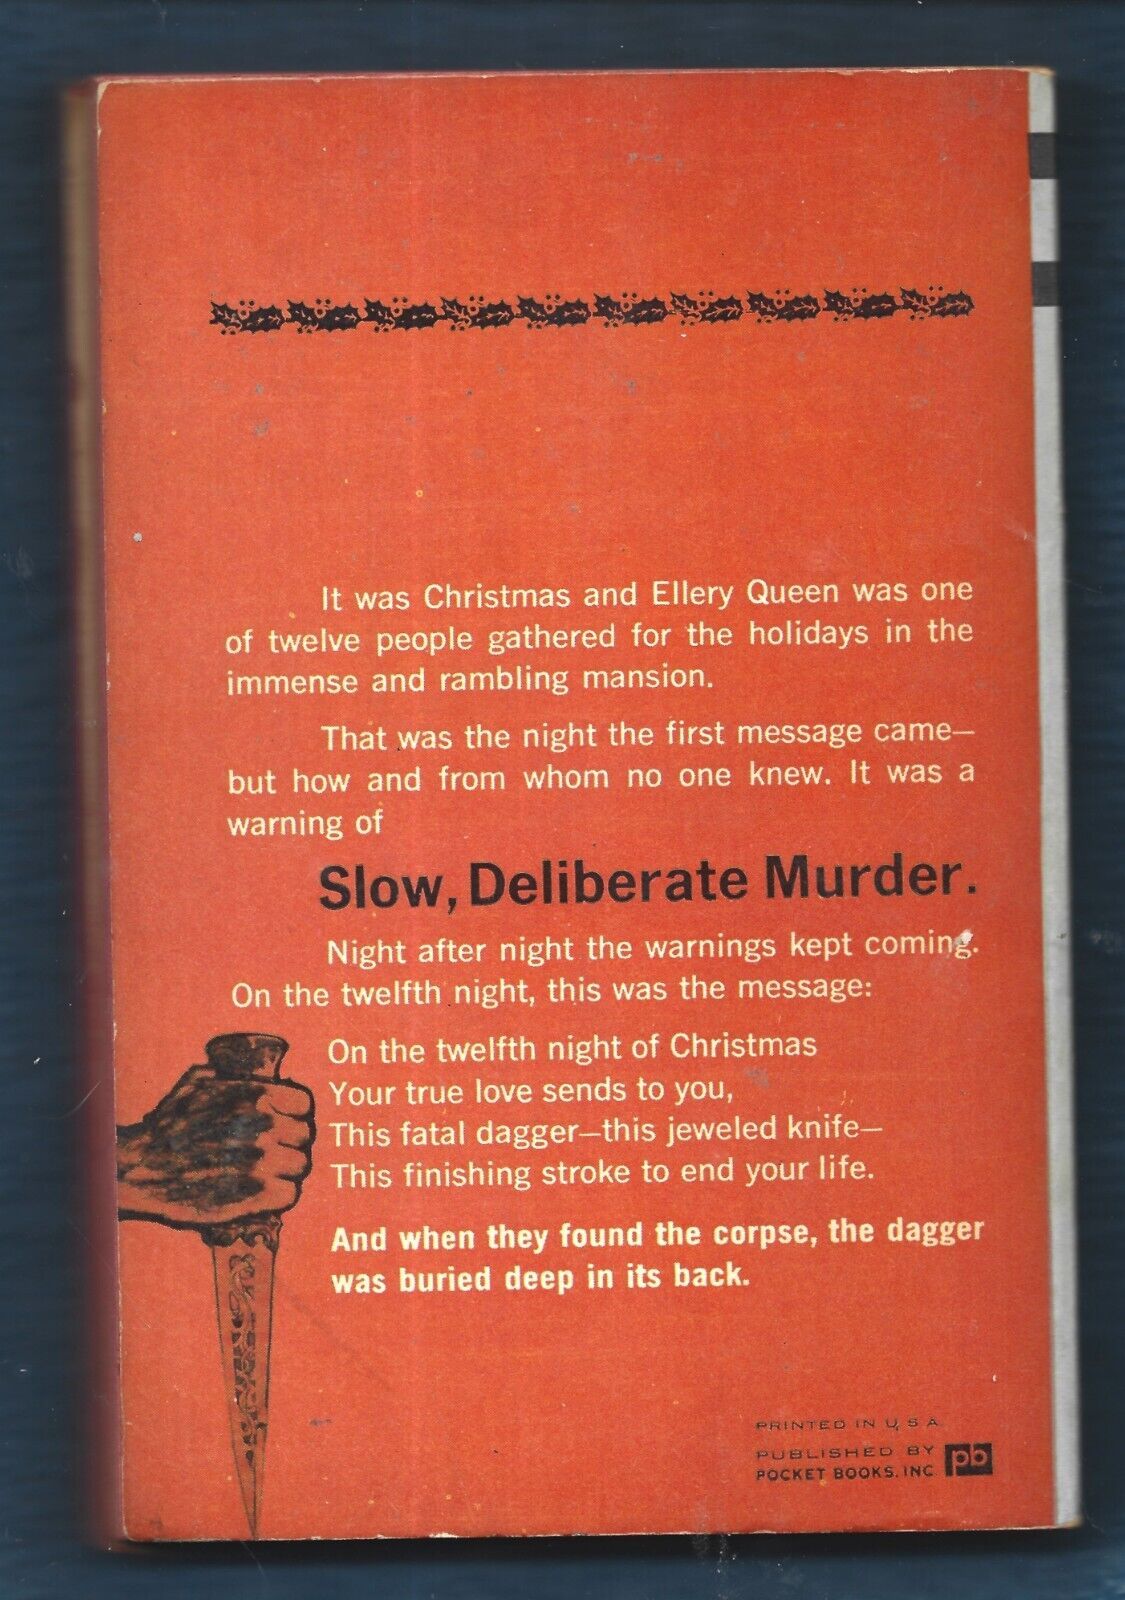 It was Christmas and Ellery Queen was one
of twelve people gathered for the holidays in the
immense and rambling mansion.
That was the night the first message came—
but how and from whom no one knew. It was a
warning of
Slow, Deliberate Murder.
Night after night the warnings kept coming.
On the twelfth night, this was the message:
On the twelfth night of Christmas
Your true love sends to you,
This fatal dagger—this jeweled knife—
This finishing stroke to end your life.
And when they found the corpse, the dagger
was buried deep in its back.
PRINTED IN U S A
PUBLISHED BY
POCKET BOOKS, INC
pb